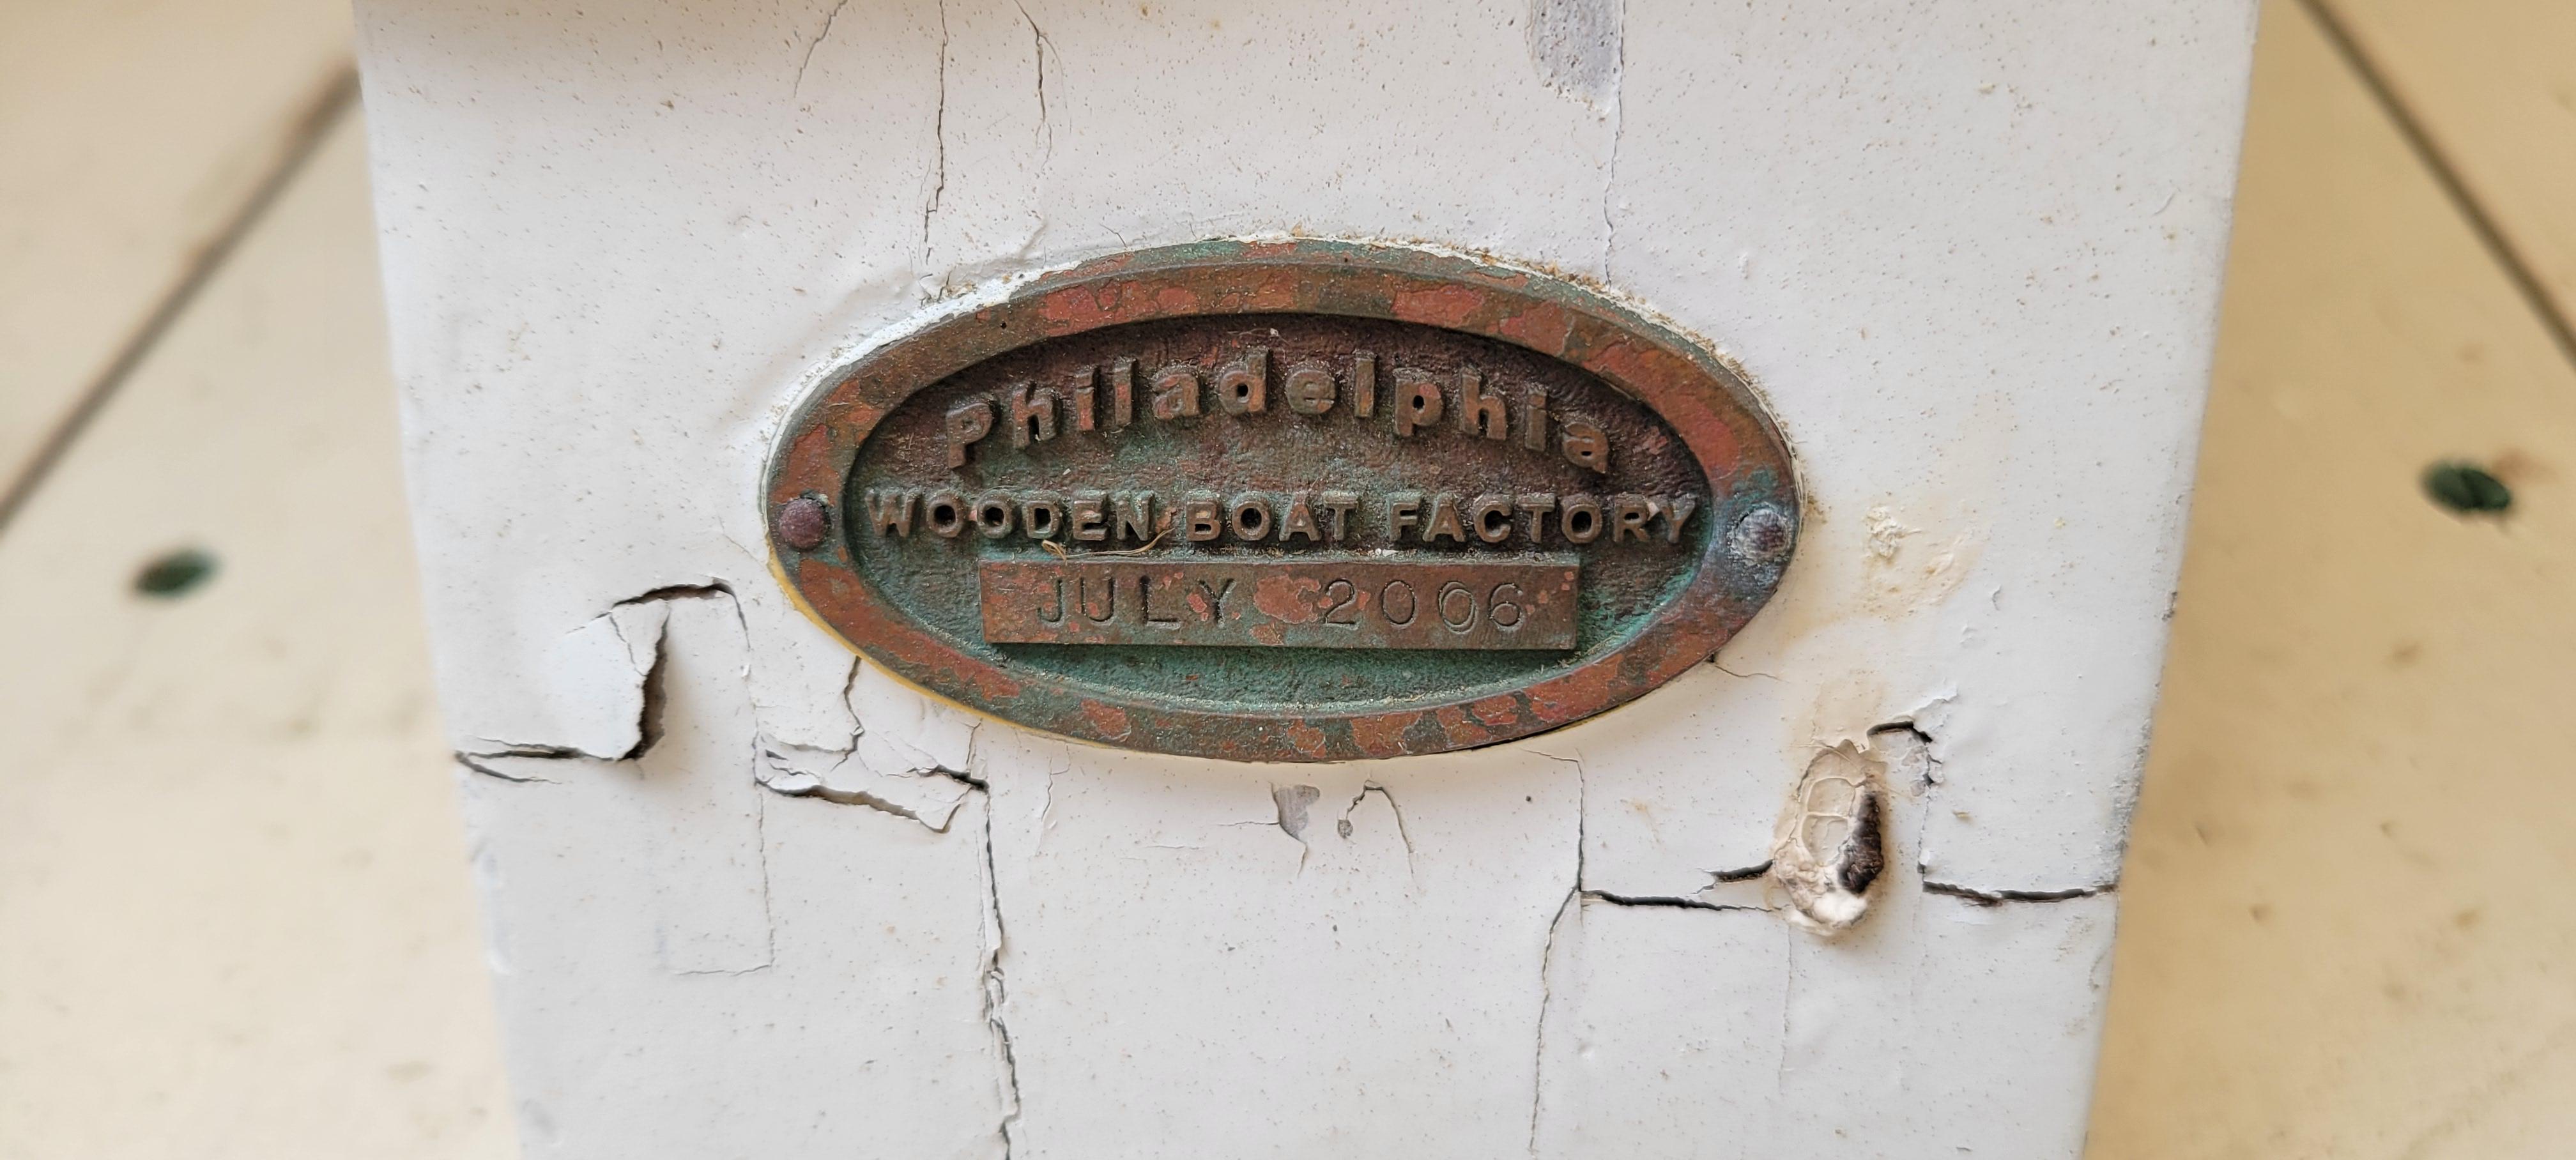 Philadelphia
WOODEN BOAT FACTORY
JULY 2006